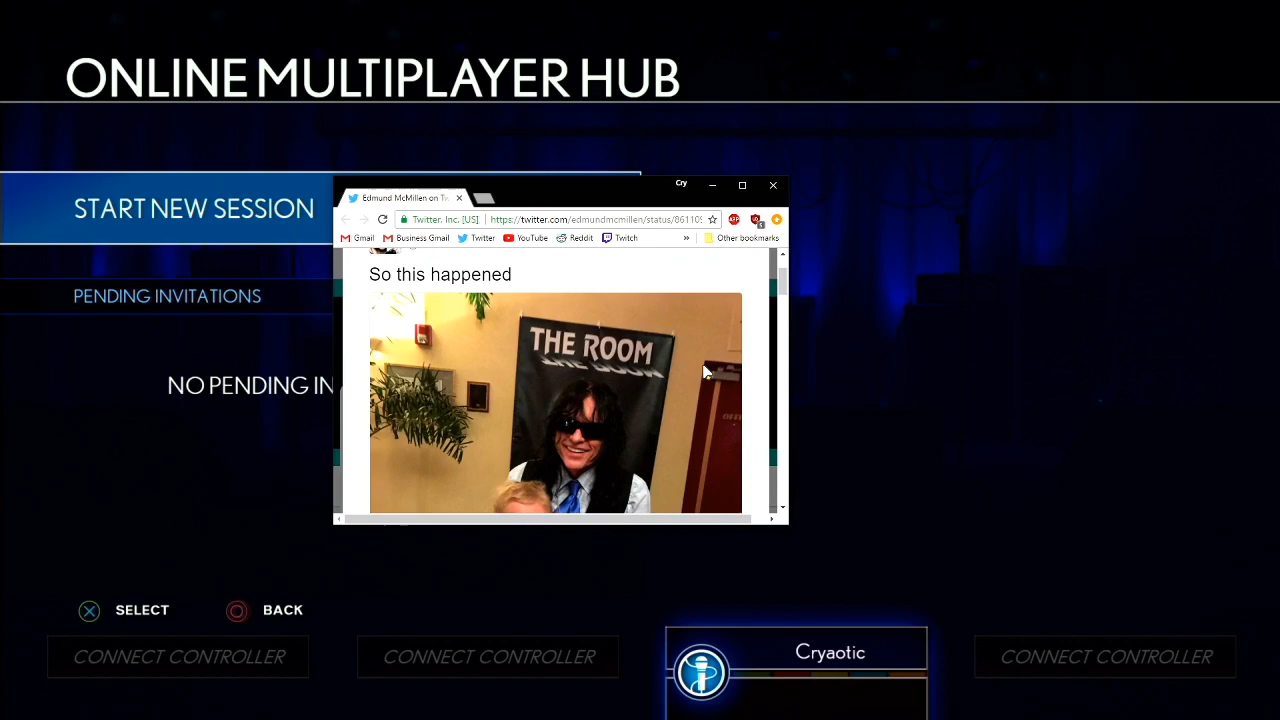 ONLINE MULTIPLAYER HUB
START NEW SESSION
PENDING INVITATIONS
NO PENDING IN
Cry
Edmund McMillen on Tw
Twitter, Inc. [US]
https://twitter.com/edmundmcmillen/status/861109
Gmail
Business Gmail
Twitter
YouTube
Reddit
Twitch
»
Other bookmarks
So this happened
THE ROOM
SELECT
BACK
CONNECT CONTROLLER
CONNECT CONTROLLER
Cryaotic
CONNECT CONTROLLER